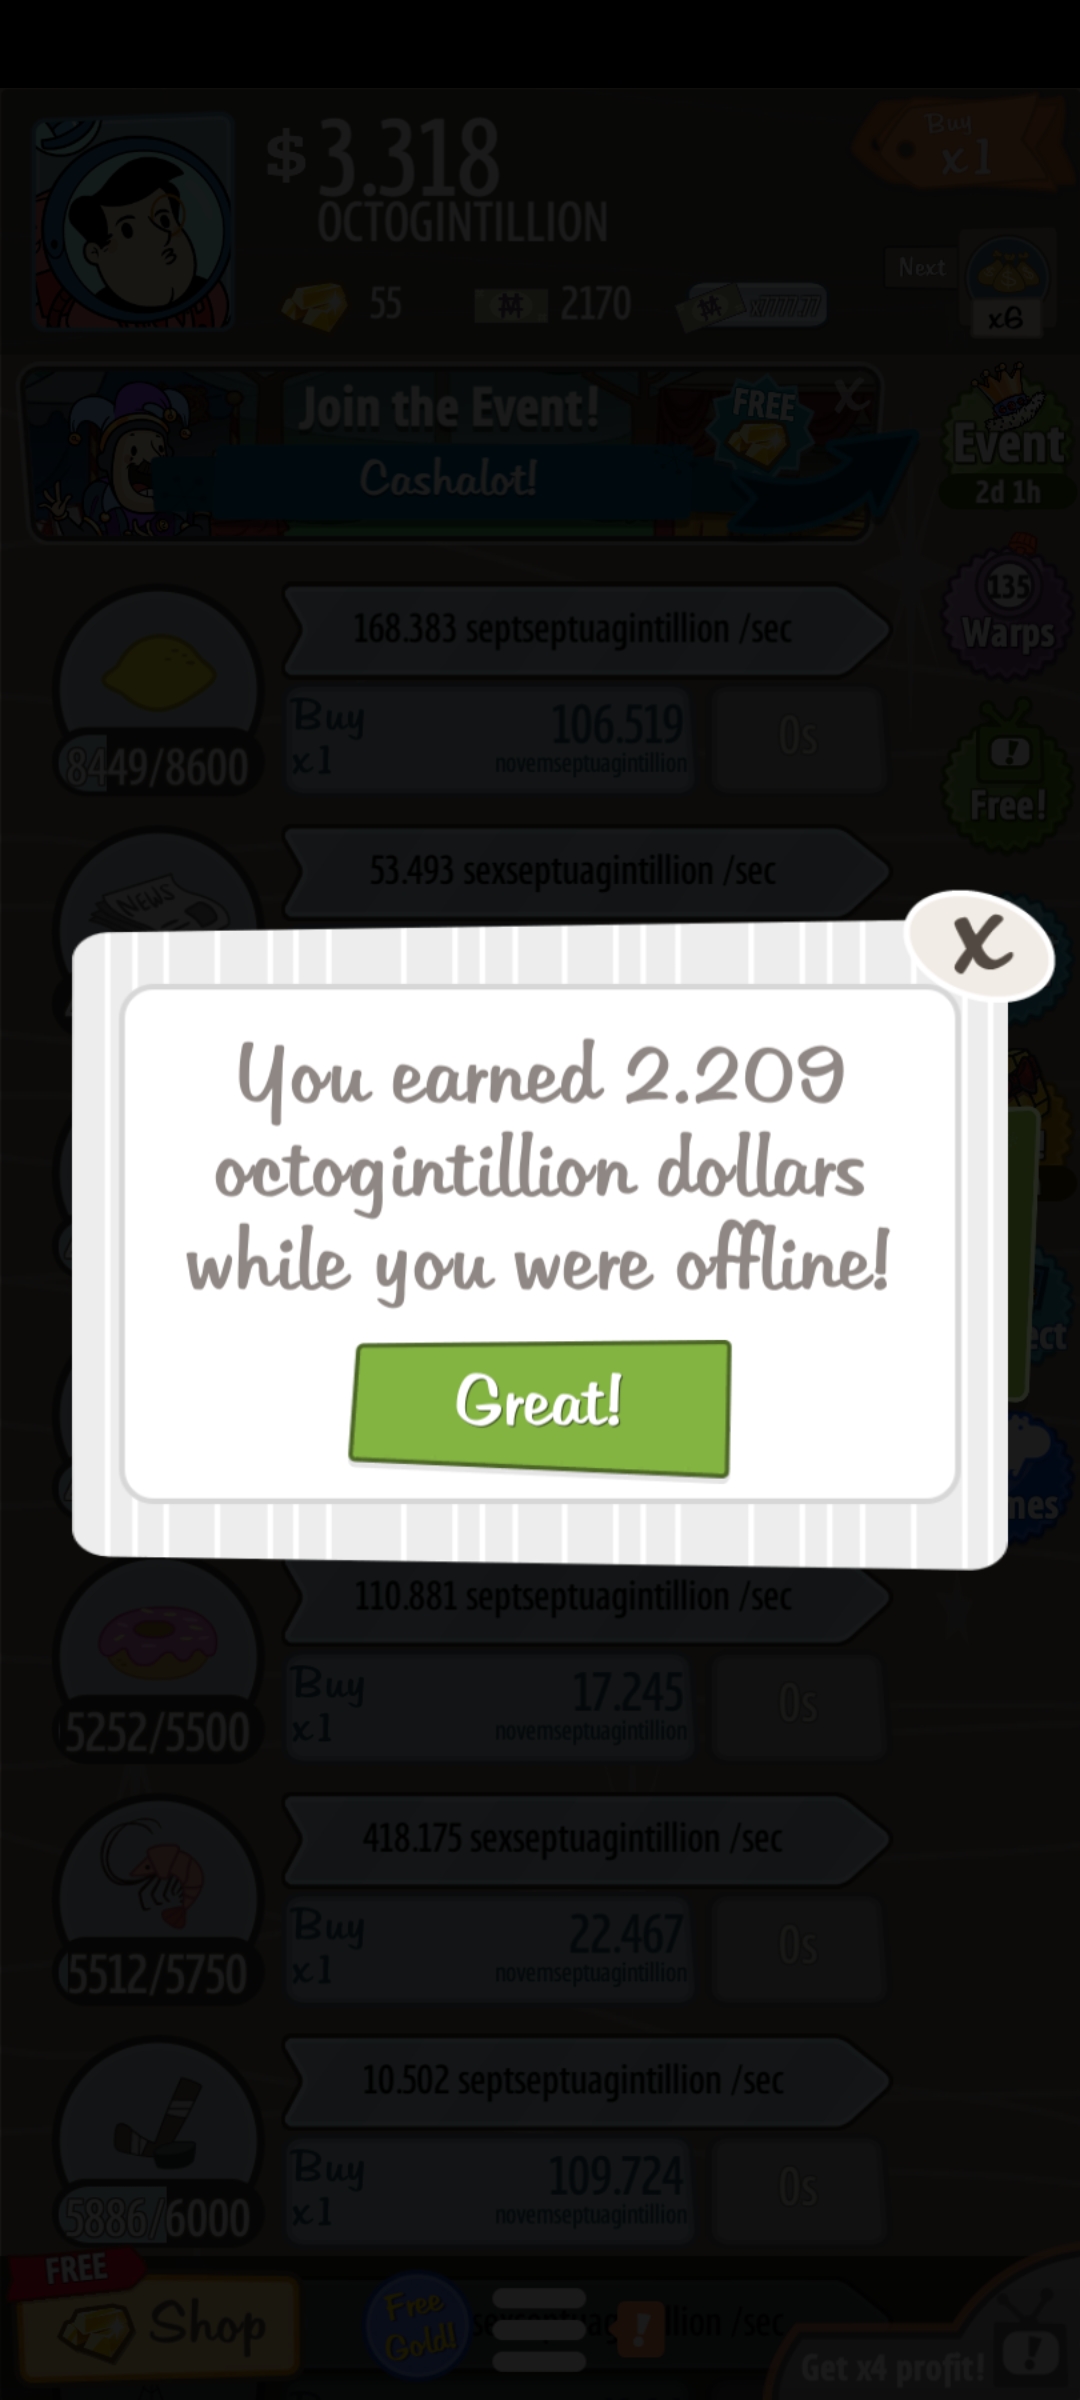 $ 3.318
OCTOGINTILLION
Buy
x1
55
2170
x7777.77
Next
x6
Join the Event!
Cashalot!
FREE
X
Event
2d 1h
168.383 septseptuagintillion /sec
135
Warps
Buy
x1
106.519
novemseptuagintillion
0s
8449/8600
Free!
53.493 sexseptuagintillion /sec
NEWS
X
You earned 2.209
octogintillion dollars
while you were offline!
Great!
110.881 septseptuagintillion /sec
Buy
x1
17.245
novemseptuagintillion
0s
5252/5500
418.175 sexseptuagintillion /sec
Buy
x1
22.467
novemseptuagintillion
0s
5512/5750
10.502 septseptuagintillion /sec
Buy
x1
109.724
novemseptuagintillion
0s
5886/6000
FREE
Shop
Free
Gold!
!
/sec
Get x4 profit!
!